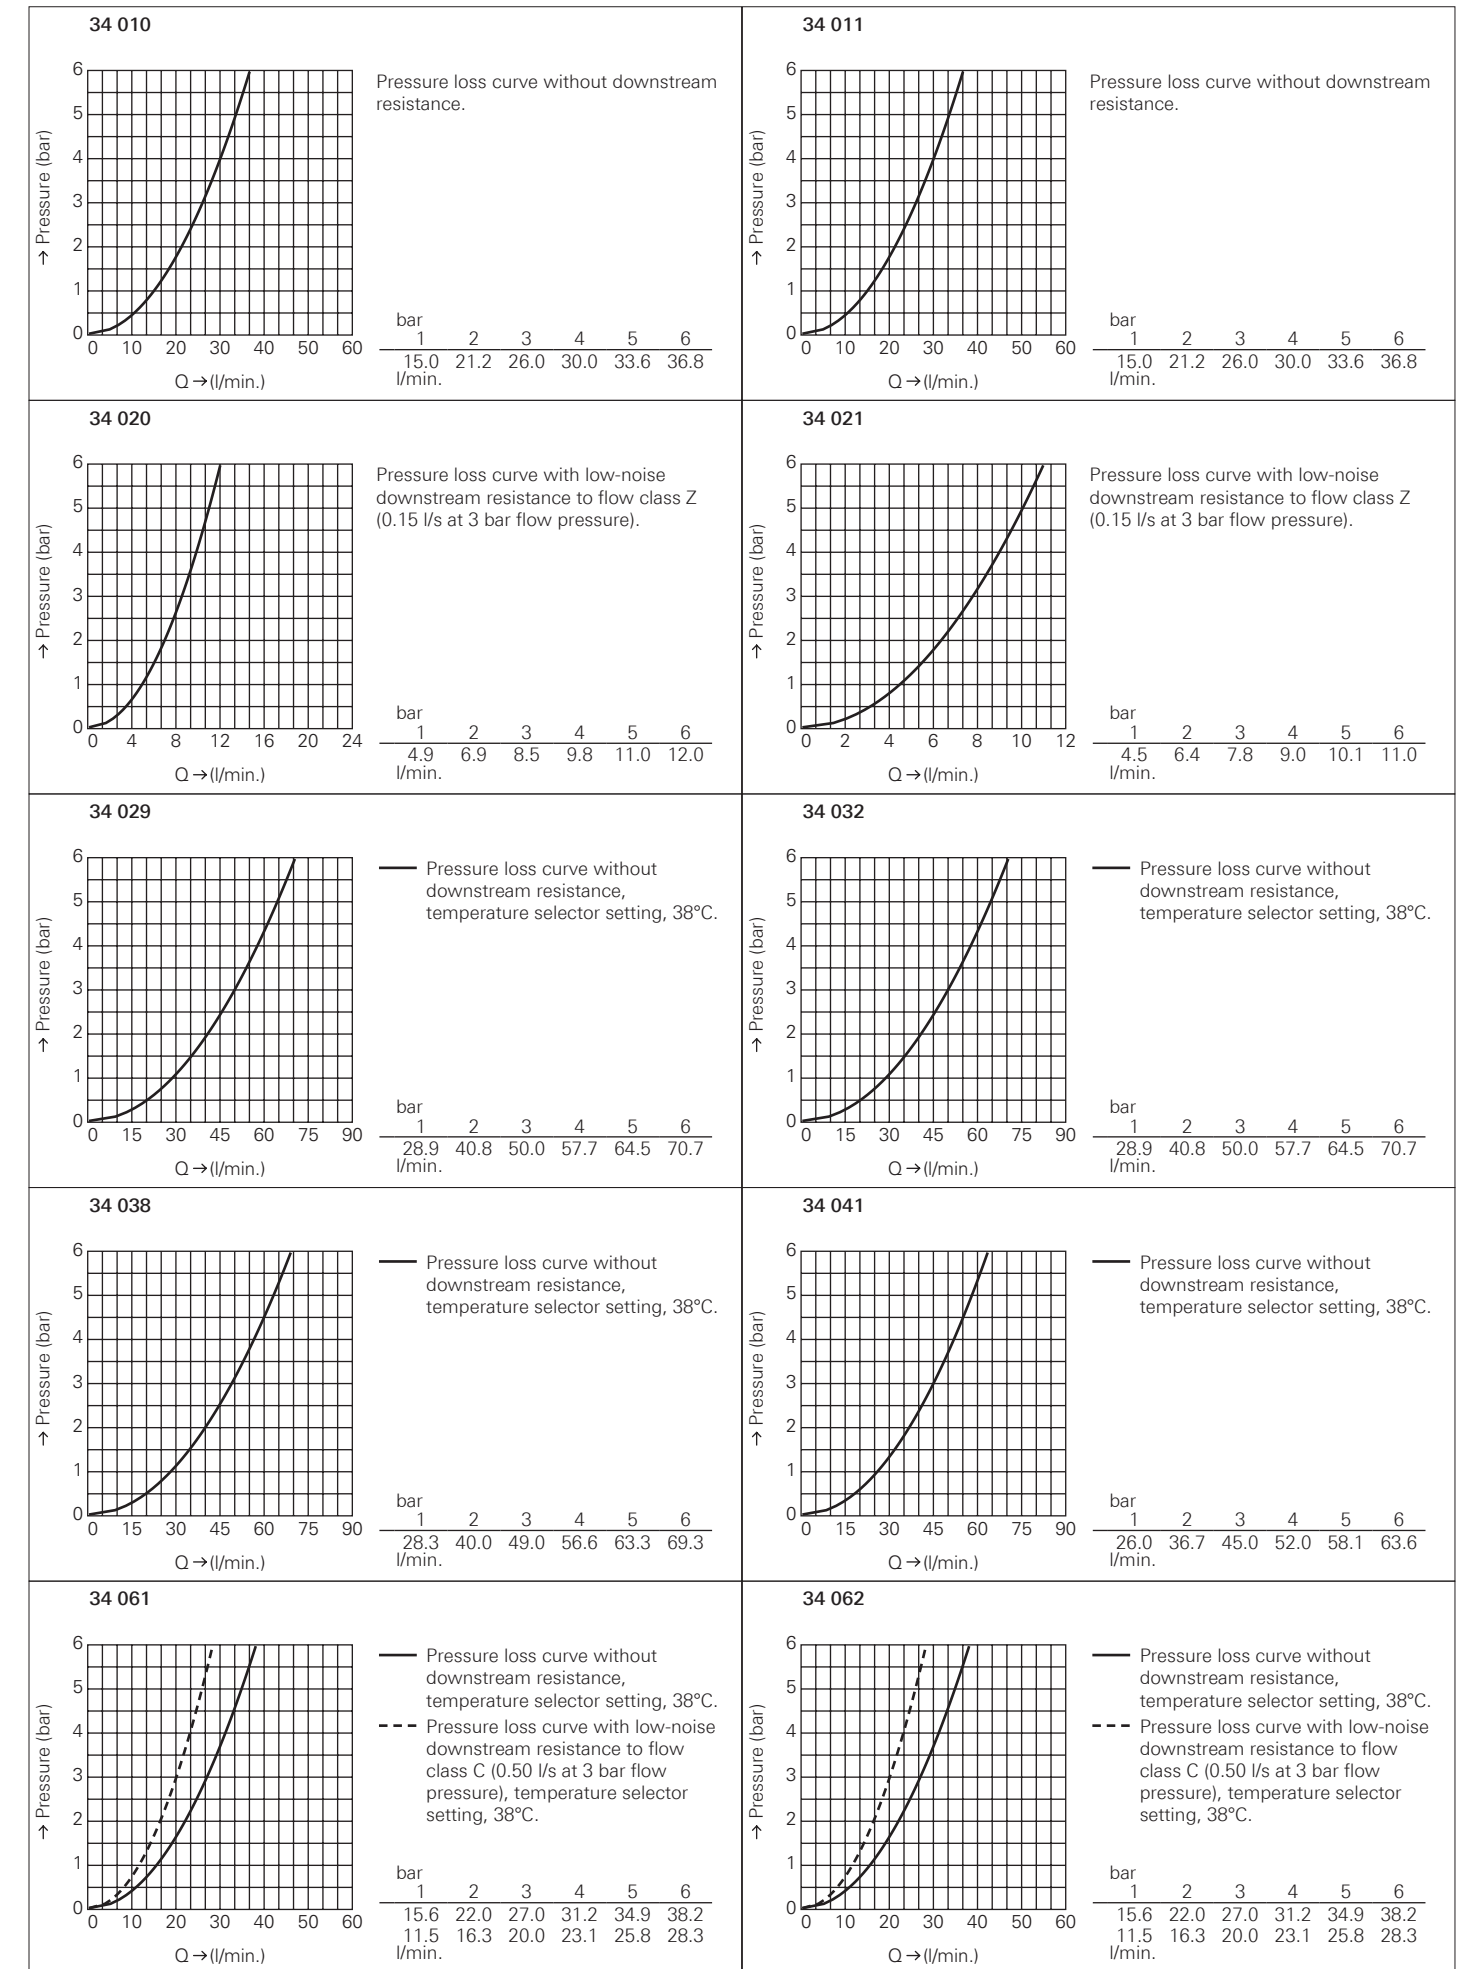 34 010
6
5
4
3
2
1
0
→ Pressure (bar)
0 10 20 30 40 50 60
Q → (l/min.)
Pressure loss curve without downstream
resistance.
bar
1 2 3 4 5 6
15.0 21.2 26.0 30.0 33.6 36.8
l/min.
34 011
6
5
4
3
2
1
0
→ Pressure (bar)
0 10 20 30 40 50 60
Q → (l/min.)
Pressure loss curve without downstream
resistance.
bar
1 2 3 4 5 6
15.0 21.2 26.0 30.0 33.6 36.8
l/min.
34 020
6
5
4
3
2
1
0
→ Pressure (bar)
0 4 8 12 16 20 24
Q → (l/min.)
Pressure loss curve with low-noise
downstream resistance to flow class Z
(0.15 l/s at 3 bar flow pressure).
bar
1 2 3 4 5 6
4.9 6.9 8.5 9.8 11.0 12.0
l/min.
34 021
6
5
4
3
2
1
0
→ Pressure (bar)
0 2 4 6 8 10 12
Q → (l/min.)
Pressure loss curve with low-noise
downstream resistance to flow class Z
(0.15 l/s at 3 bar flow pressure).
bar
1 2 3 4 5 6
4.5 6.4 7.8 9.0 10.1 11.0
l/min.
34 029
6
5
4
3
2
1
0
→ Pressure (bar)
0 15 30 45 60 75 90
Q → (l/min.)
Pressure loss curve without
downstream resistance,
temperature selector setting, 38°C.
bar
1 2 3 4 5 6
28.9 40.8 50.0 57.7 64.5 70.7
l/min.
34 032
6
5
4
3
2
1
0
→ Pressure (bar)
0 15 30 45 60 75 90
Q → (l/min.)
Pressure loss curve without
downstream resistance,
temperature selector setting, 38°C.
bar
1 2 3 4 5 6
28.9 40.8 50.0 57.7 64.5 70.7
l/min.
34 038
6
5
4
3
2
1
0
→ Pressure (bar)
0 15 30 45 60 75 90
Q → (l/min.)
Pressure loss curve without
downstream resistance,
temperature selector setting, 38°C.
bar
1 2 3 4 5 6
28.3 40.0 49.0 56.6 63.3 69.3
l/min.
34 041
6
5
4
3
2
1
0
→ Pressure (bar)
0 15 30 45 60 75 90
Q → (l/min.)
Pressure loss curve without
downstream resistance,
temperature selector setting, 38°C.
bar
1 2 3 4 5 6
26.0 36.7 45.0 52.0 58.1 63.6
l/min.
34 061
6
5
4
3
2
1
0
→ Pressure (bar)
0 10 20 30 40 50 60
Q → (l/min.)
Pressure loss curve without
downstream resistance,
temperature selector setting, 38°C.
Pressure loss curve with low-noise
downstream resistance to flow
class C (0.50 l/s at 3 bar flow
pressure), temperature selector
setting, 38°C.
bar
1 2 3 4 5 6
15.6 22.0 27.0 31.2 34.9 38.2
11.5 16.3 20.0 23.1 25.8 28.3
l/min.
34 062
6
5
4
3
2
1
0
→ Pressure (bar)
0 10 20 30 40 50 60
Q → (l/min.)
Pressure loss curve without
downstream resistance,
temperature selector setting, 38°C.
Pressure loss curve with low-noise
downstream resistance to flow
class C (0.50 l/s at 3 bar flow
pressure), temperature selector
setting, 38°C.
bar
1 2 3 4 5 6
15.6 22.0 27.0 31.2 34.9 38.2
11.5 16.3 20.0 23.1 25.8 28.3
l/min.